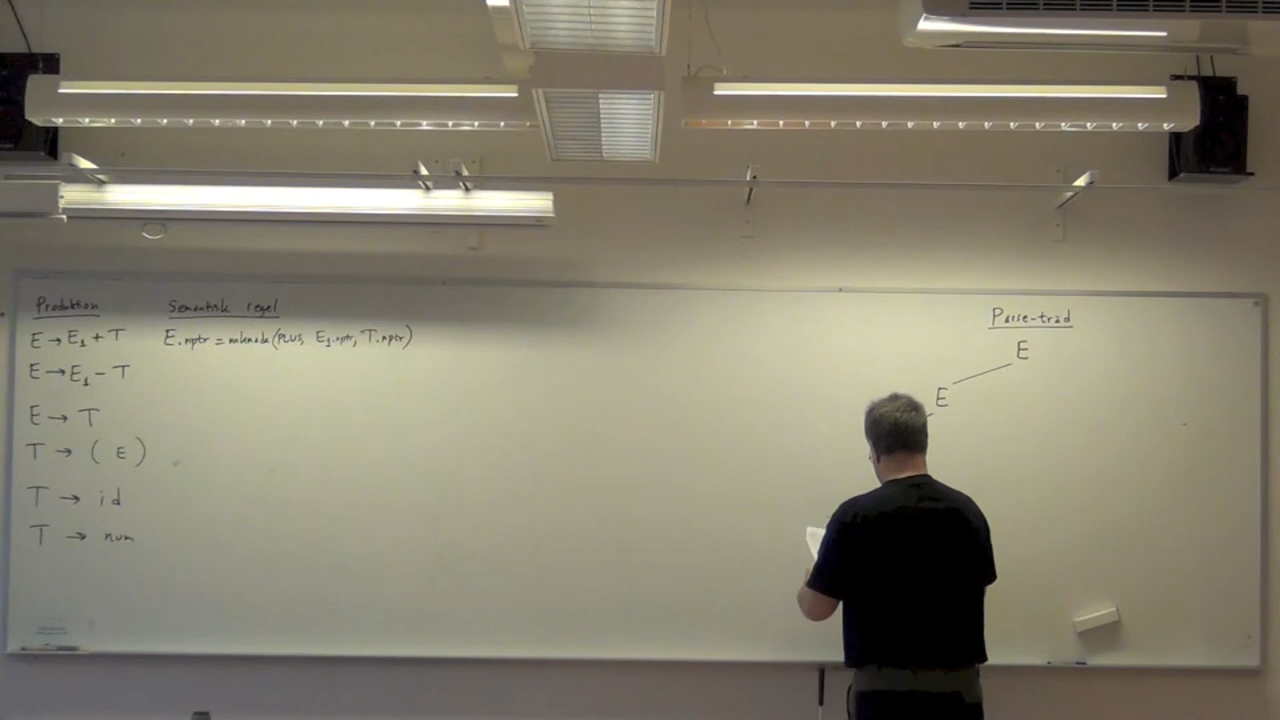 Produktion Semantisk regel
E → E₁ + T E.nptr = mknode(PLUS, E₁.nptr, T.nptr)
E → E₁ - T
E → T
T → ( E )
T → id
T → num
Parse-träd
E
E